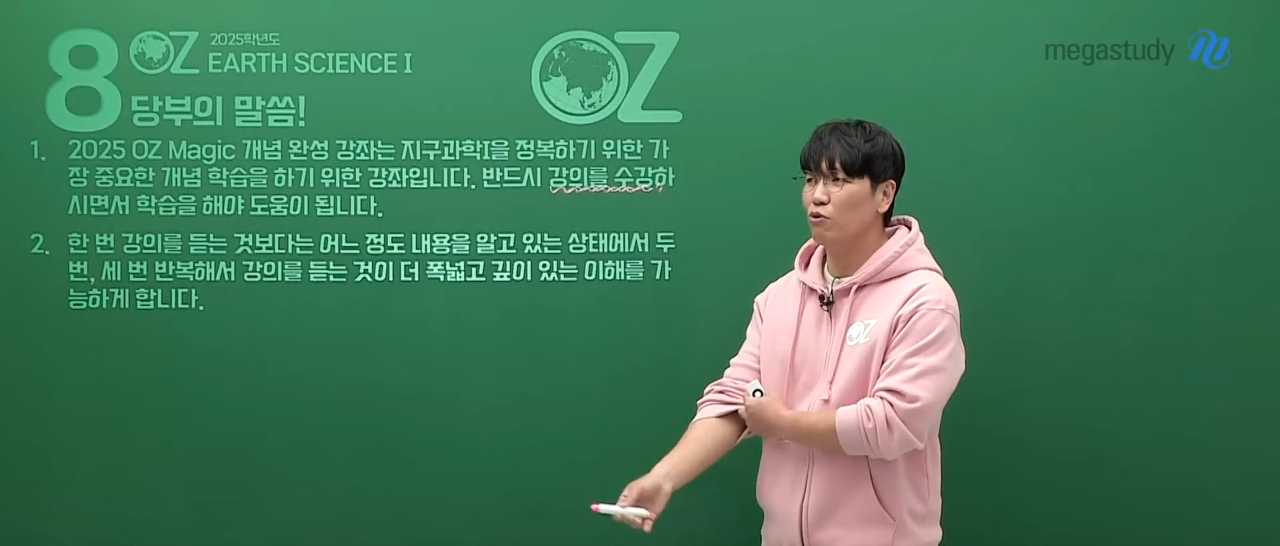 8
OZ
2025학년도
EARTH SCIENCE I
당부의 말씀!
OZ
megastudy
1. 2025 OZ Magic 개념 완성 강좌는 지구과학I을 정복하기 위한 가
장 중요한 개념 학습을 하기 위한 강좌입니다. 반드시 강의를 수강하
시면서 학습을 해야 도움이 됩니다.
2. 한 번 강의를 듣는 것보다는 어느 정도 내용을 알고 있는 상태에서 두
번, 세 번 반복해서 강의를 듣는 것이 더 폭넓고 깊이 있는 이해를 가
능하게 합니다.
OZ